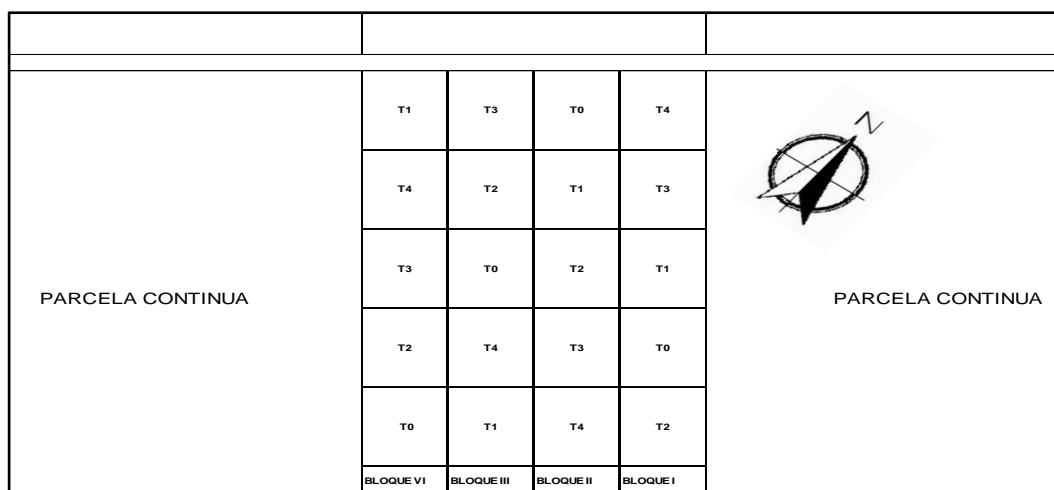 N
T1 T3 T0 T4
T4 T2 T1 T3
T3 T0 T2 T1
PARCELA CONTINUA PARCELA CONTINUA
T2 T4 T3 T0
T0 T1 T4 T2
BLOQUE VI BLOQUE III BLOQUE II BLOQUE I